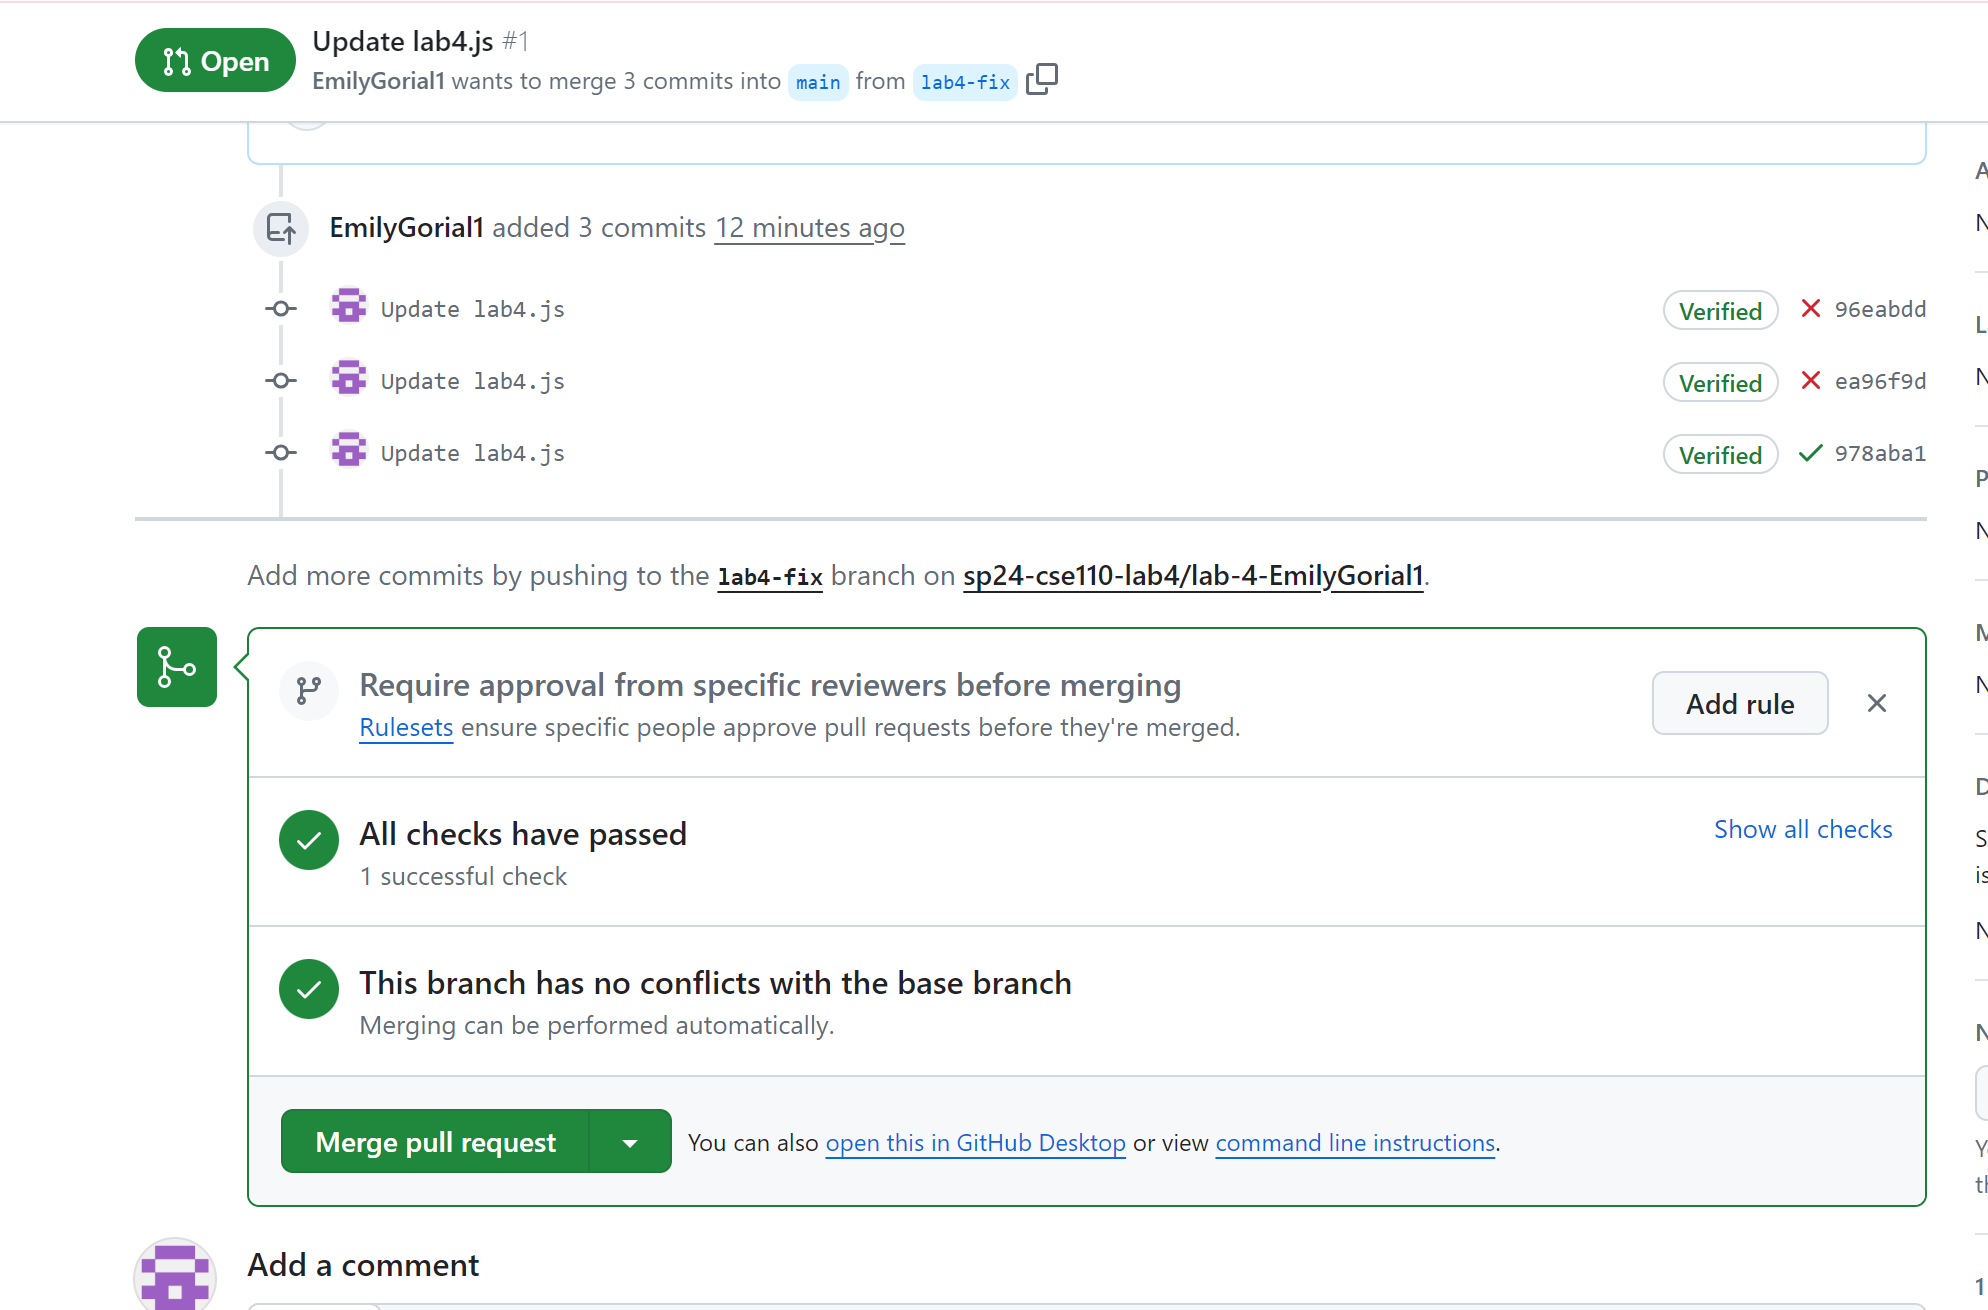 Open
Update lab4.js #1
EmilyGorial1 wants to merge 3 commits into main from lab4-fix
EmilyGorial1 added 3 commits 12 minutes ago
Update lab4.js Verified 96eabdd
Update lab4.js Verified ea96f9d
Update lab4.js Verified 978aba1
Add more commits by pushing to the lab4-fix branch on sp24-cse110-lab4/lab-4-EmilyGorial1.
Require approval from specific reviewers before merging
Rulesets ensure specific people approve pull requests before they're merged.
Add rule
All checks have passed
1 successful check
Show all checks
This branch has no conflicts with the base branch
Merging can be performed automatically.
Merge pull request
You can also open this in GitHub Desktop or view command line instructions.
Add a comment